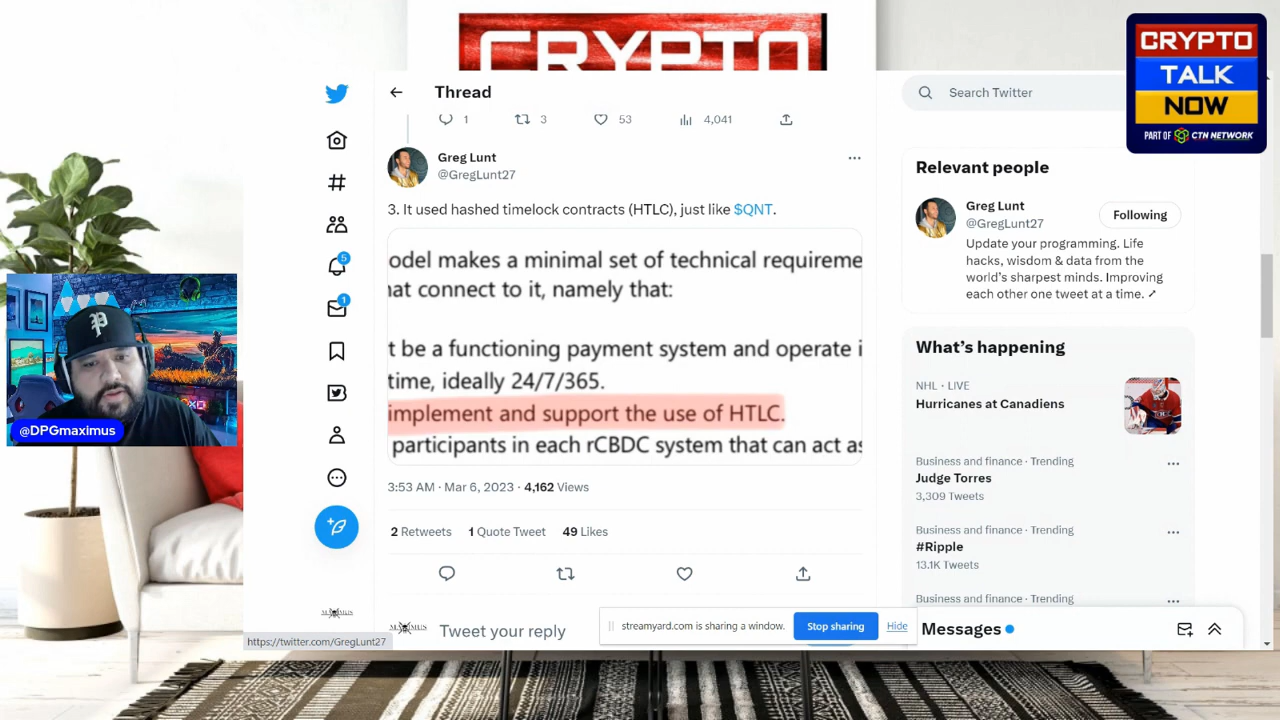 CRYPTO
CRYPTO
TALK
NOW
PART OF CTN NETWORK
Thread
Search Twitter
1
3
53
4,041
Greg Lunt
@GregLunt27
3. It used hashed timelock contracts (HTLC), just like $QNT.
odel makes a minimal set of technical requireme
at connect to it, namely that:
t be a functioning payment system and operate i
time, ideally 24/7/365.
implement and support the use of HTLC.
participants in each rCBDC system that can act as
3:53 AM · Mar 6, 2023 · 4,162 Views
2 Retweets 1 Quote Tweet 49 Likes
Tweet your reply
Relevant people
Greg Lunt
@GregLunt27
Following
Update your programming. Life
hacks, wisdom & data from the
world's sharpest minds. Improving
each other one tweet at a time. ⤢
What's happening
NHL · LIVE
Hurricanes at Canadiens
Business and finance · Trending
Judge Torres
3,309 Tweets
Business and finance · Trending
#Ripple
13.1K Tweets
Business and finance · Trending
Messages
5
1
@DPGmaximus
streamyard.com is sharing a window.
Stop sharing
Hide
https://twitter.com/GregLunt27